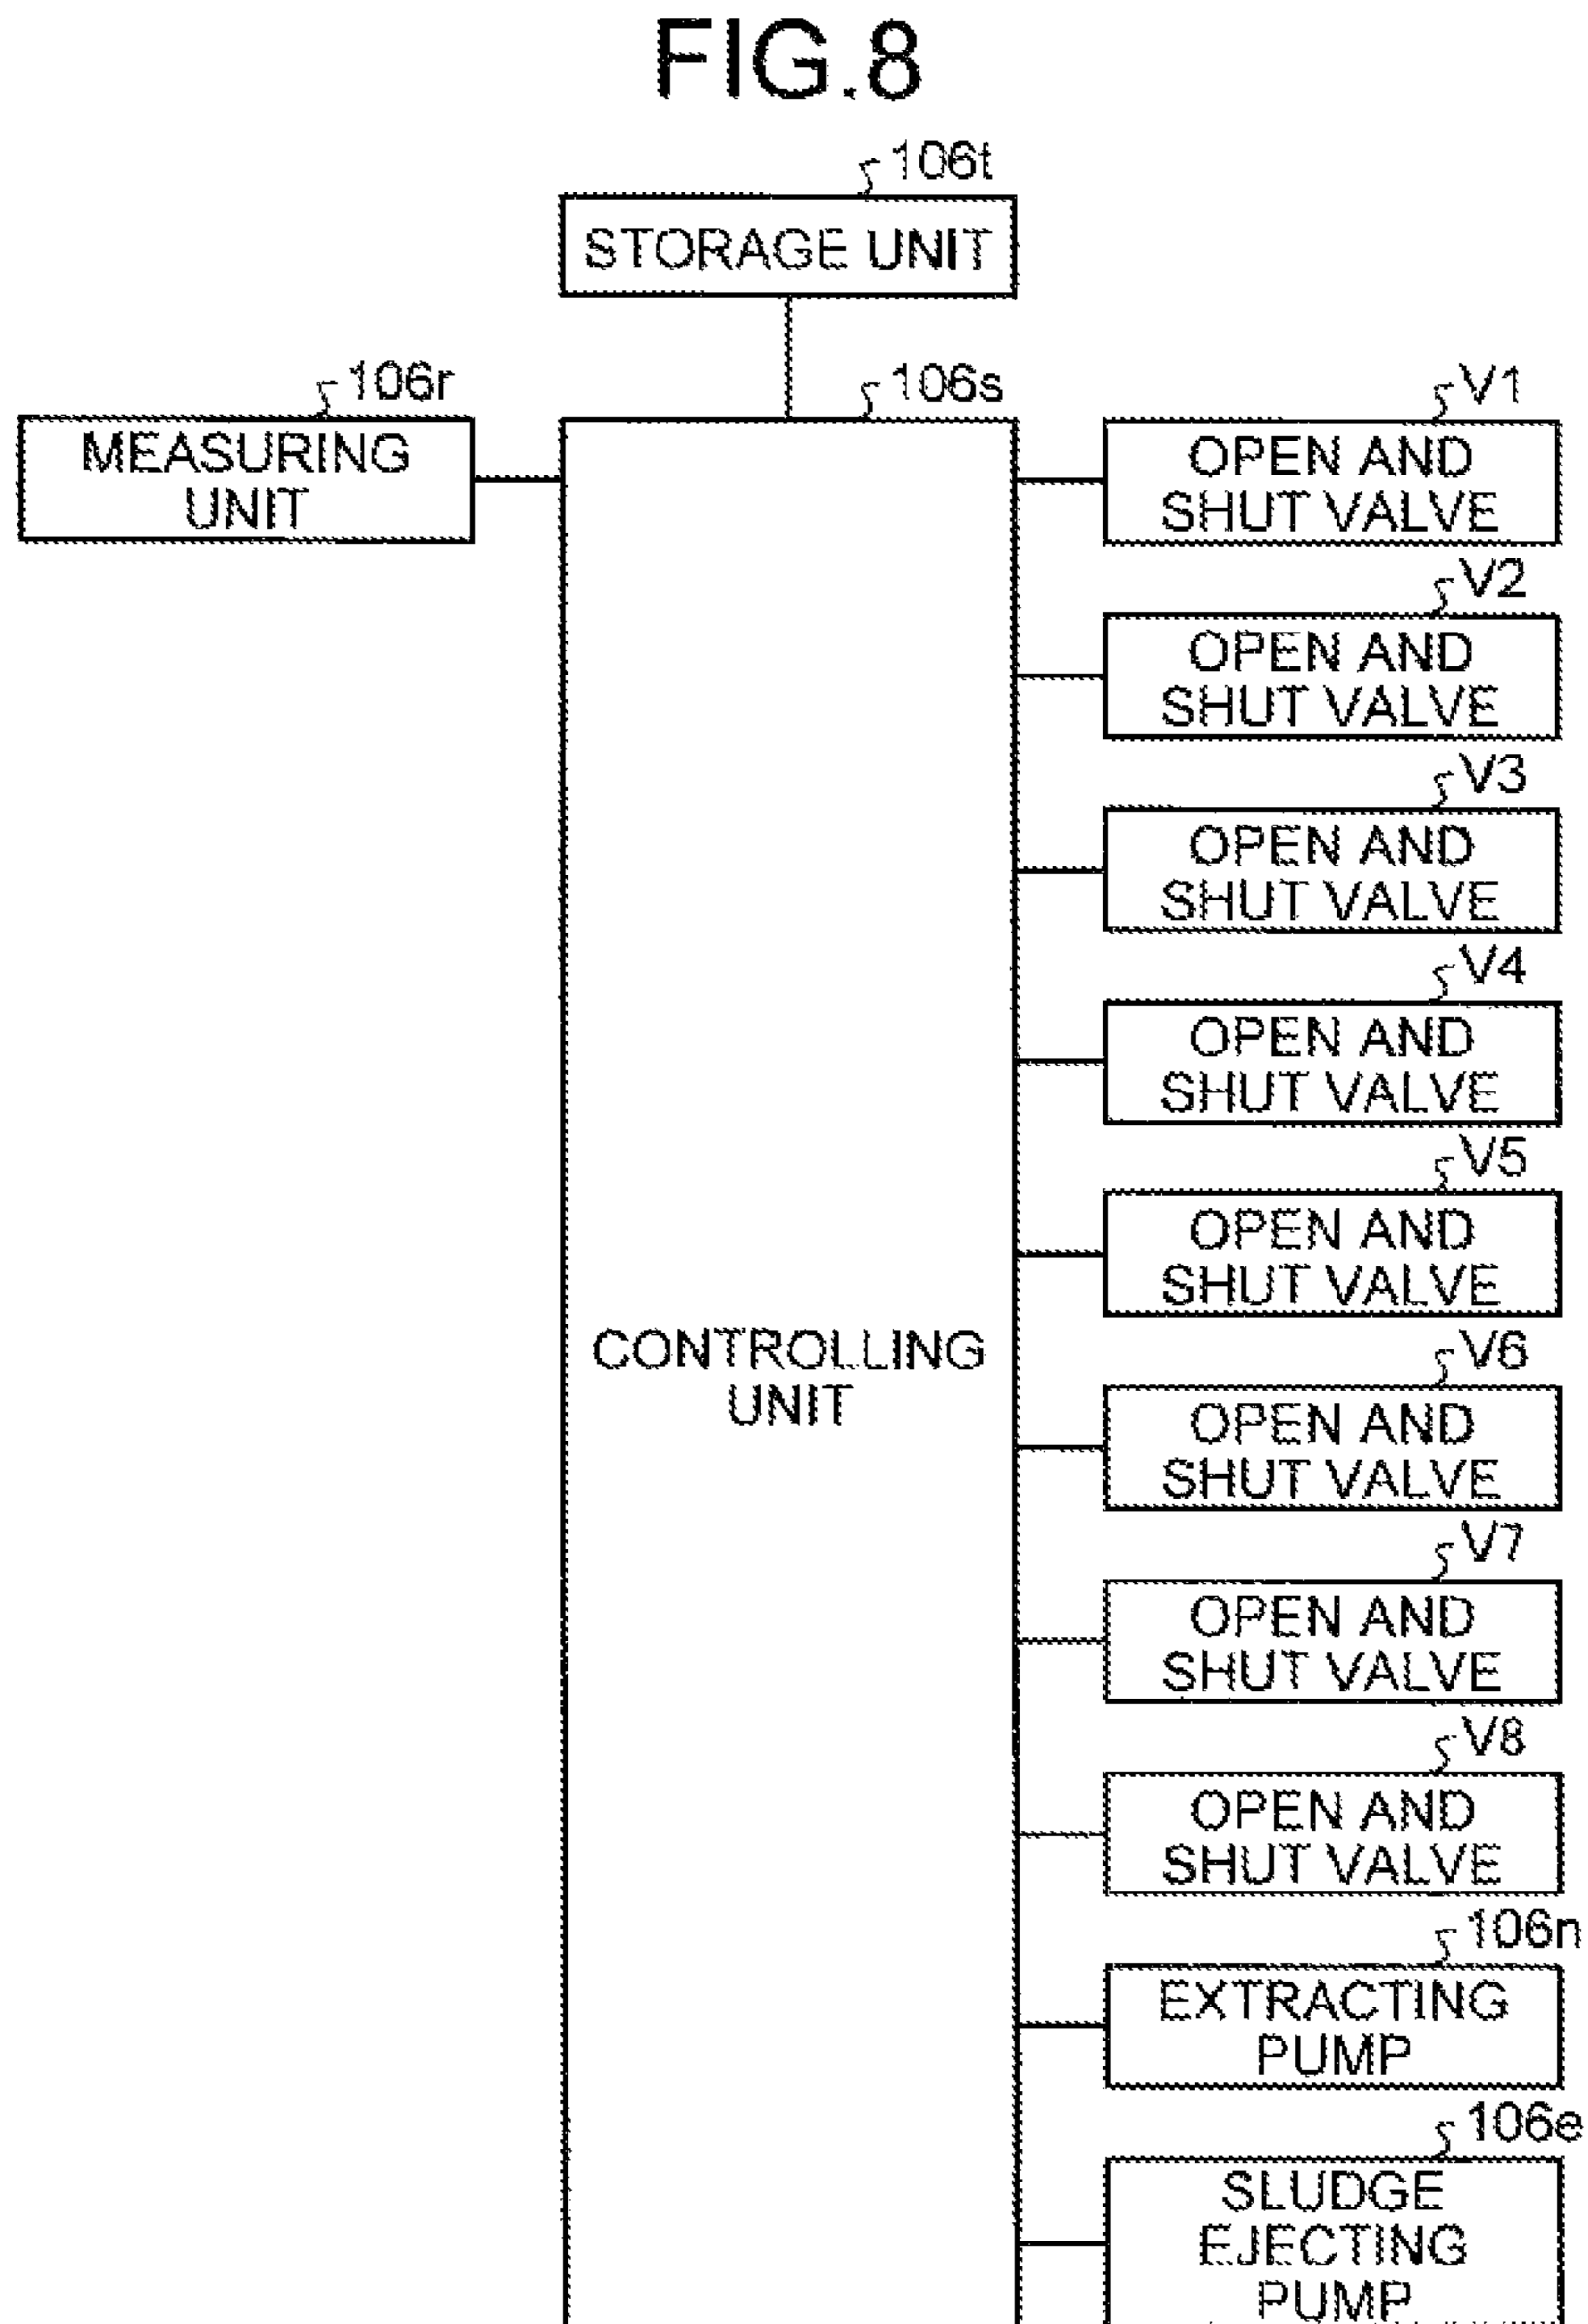 FIG.8
106t
STORAGE UNIT
106r
MEASURING
UNIT
106s
CONTROLLING
UNIT
V1
OPEN AND
SHUT VALVE
V2
OPEN AND
SHUT VALVE
V3
OPEN AND
SHUT VALVE
V4
OPEN AND
SHUT VALVE
V5
OPEN AND
SHUT VALVE
V6
OPEN AND
SHUT VALVE
V7
OPEN AND
SHUT VALVE
V8
OPEN AND
SHUT VALVE
106n
EXTRACTING
PUMP
106e
SLUDGE
EJECTING
PUMP